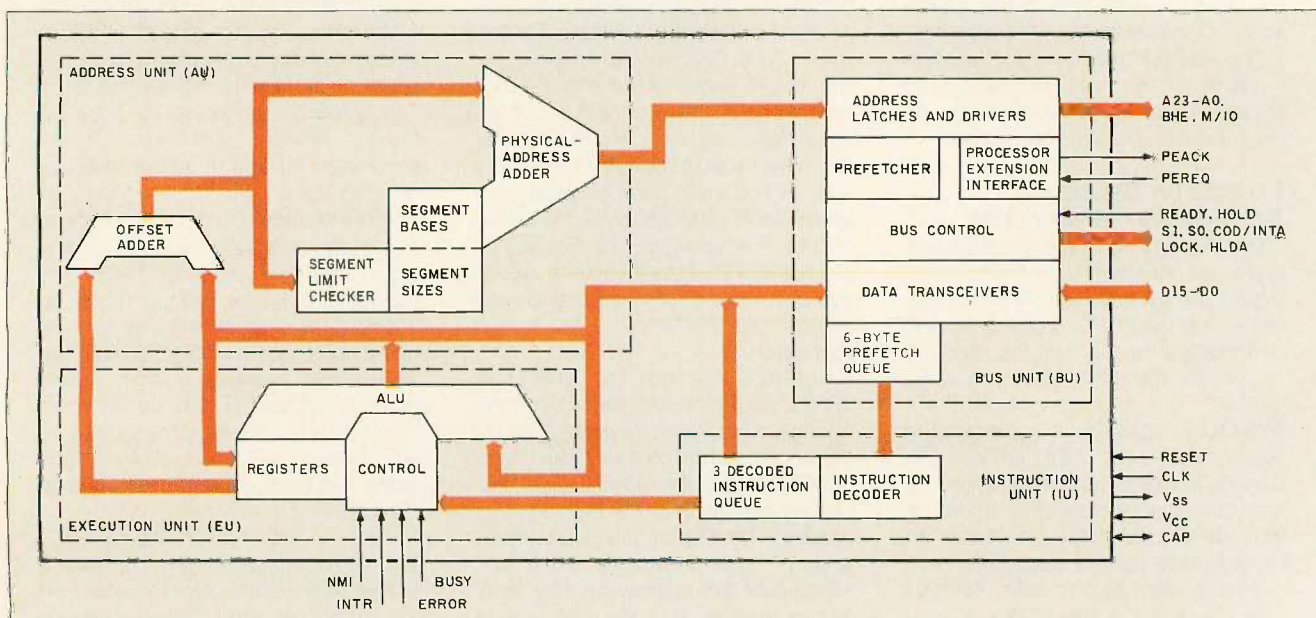 ADDRESS UNIT (AU)
PHYSICAL-
ADDRESS
ADDER
OFFSET
ADDER
SEGMENT
BASES
SEGMENT
LIMIT
CHECKER
SEGMENT
SIZES
ADDRESS
LATCHES AND DRIVERS
PREFETCHER
PROCESSOR
EXTENSION
INTERFACE
BUS CONTROL
DATA TRANSCEIVERS
6-BYTE
PREFETCH
QUEUE
BUS UNIT (BU)
A23-A0,
BHE, M/IO
PEACK
PEREQ
READY, HOLD
S1, S0, COD/INTA
LOCK, HLDA
D15-D0
ALU
REGISTERS
CONTROL
EXECUTION UNIT (EU)
3 DECODED
INSTRUCTION
QUEUE
INSTRUCTION
DECODER
INSTRUCTION
UNIT (IU)
RESET
CLK
VSS
VCC
CAP
NMI
BUSY
INTR
ERROR